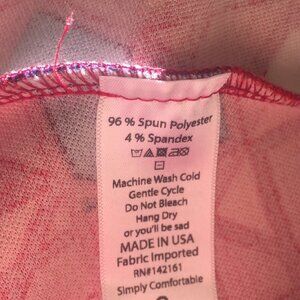 96 % Spun Polyester
4 % Spandex
Machine Wash Cold
Gentle Cycle
Do Not Bleach
Hang Dry
or you'll be sad
MADE IN USA
Fabric Imported
RN#142161
Simply Comfortable